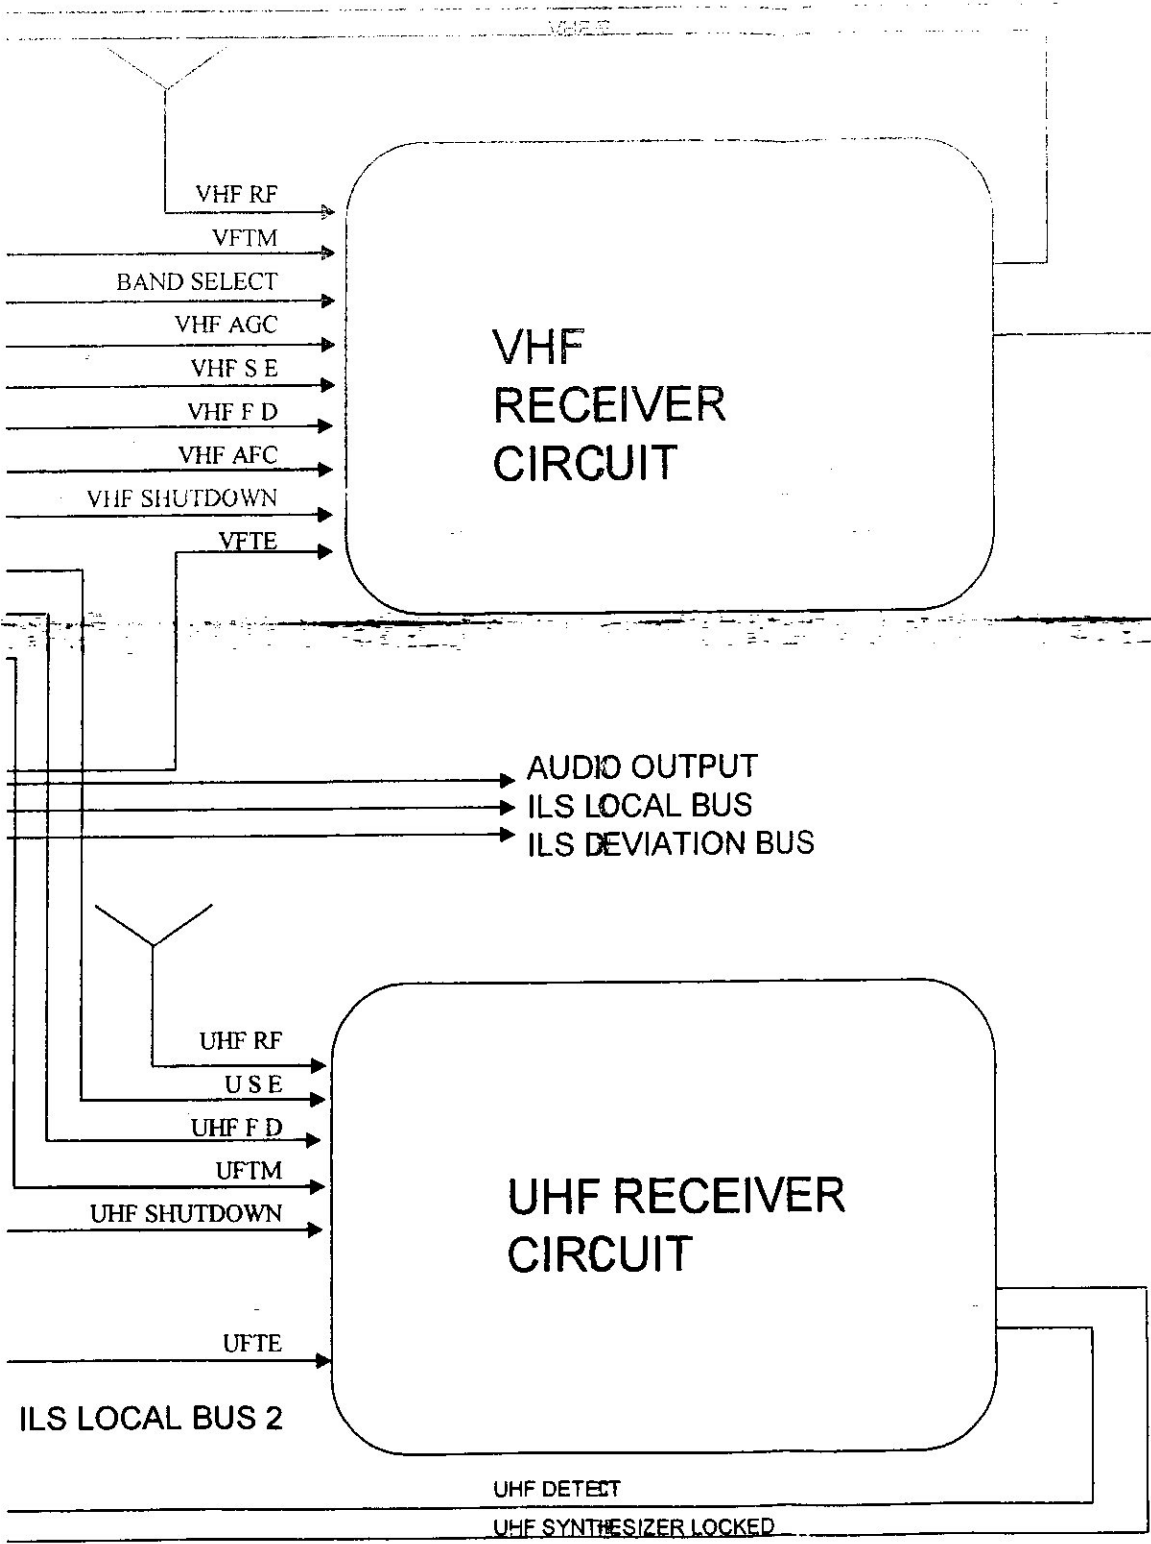 VHF RF
VFTM
BAND SELECT
VHF AGC
VHF S E
VHF F D
VHF AFC
VHF SHUTDOWN
VFTE
VHF
RECEIVER
CIRCUIT
AUDIO OUTPUT
ILS LOCAL BUS
ILS DEVIATION BUS
UHF RF
U S E
UHF F D
UFTM
UHF SHUTDOWN
UFTE
UHF RECEIVER
CIRCUIT
ILS LOCAL BUS 2
UHF DETECT
UHF SYNTHESIZER LOCKED